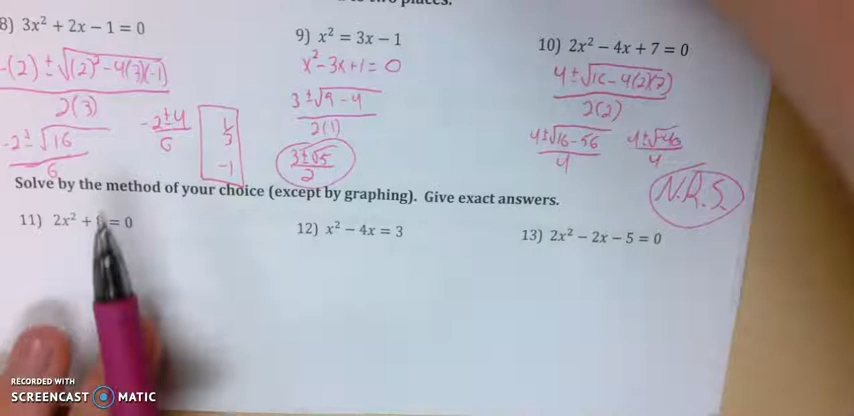 places.
8) 3x² + 2x − 1 = 0
-(2) ± √(2)² - 4(3)(-1)
2(3)
-2 ± √16
6
-2 ± 4
6
1/3
-1
9) x² = 3x − 1
x² - 3x + 1 = 0
3 ± √9 - 4
2(1)
3 ± √5
2
10) 2x² − 4x + 7 = 0
4 ± √16 - 4(2)(7)
2(2)
4 ± √16 - 56
4
4 ± √-40
4
N.R.S.
Solve by the method of your choice (except by graphing). Give exact answers.
11) 2x² + = 0
12) x² − 4x = 3
13) 2x² − 2x − 5 = 0
RECORDED WITH
SCREENCAST MATIC